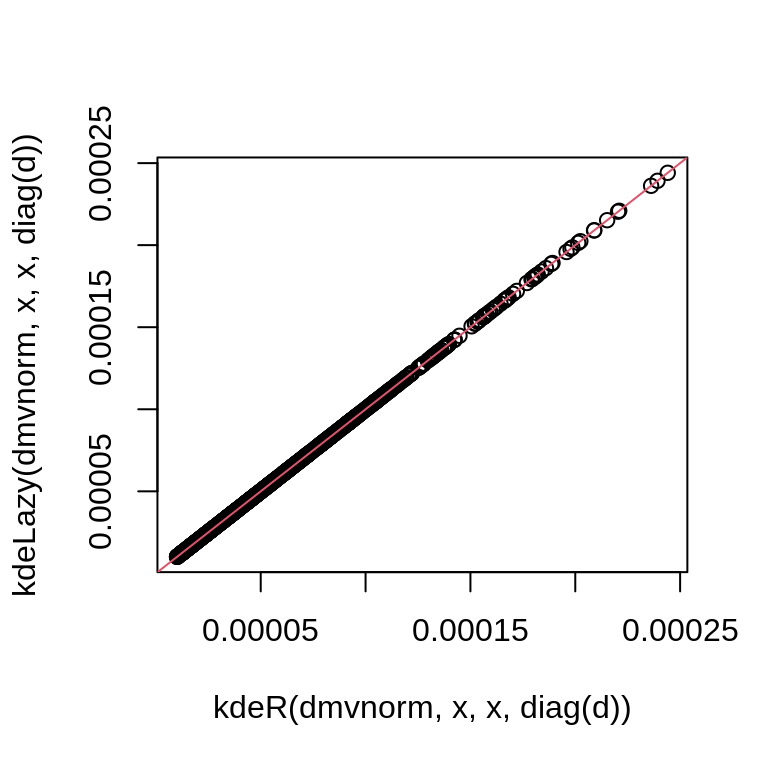 kdeLazy(dmvnorm, x, x, diag(d))
0.00025
0.00015
0.00005
0.00005 0.00015 0.00025
kdeR(dmvnorm, x, x, diag(d))